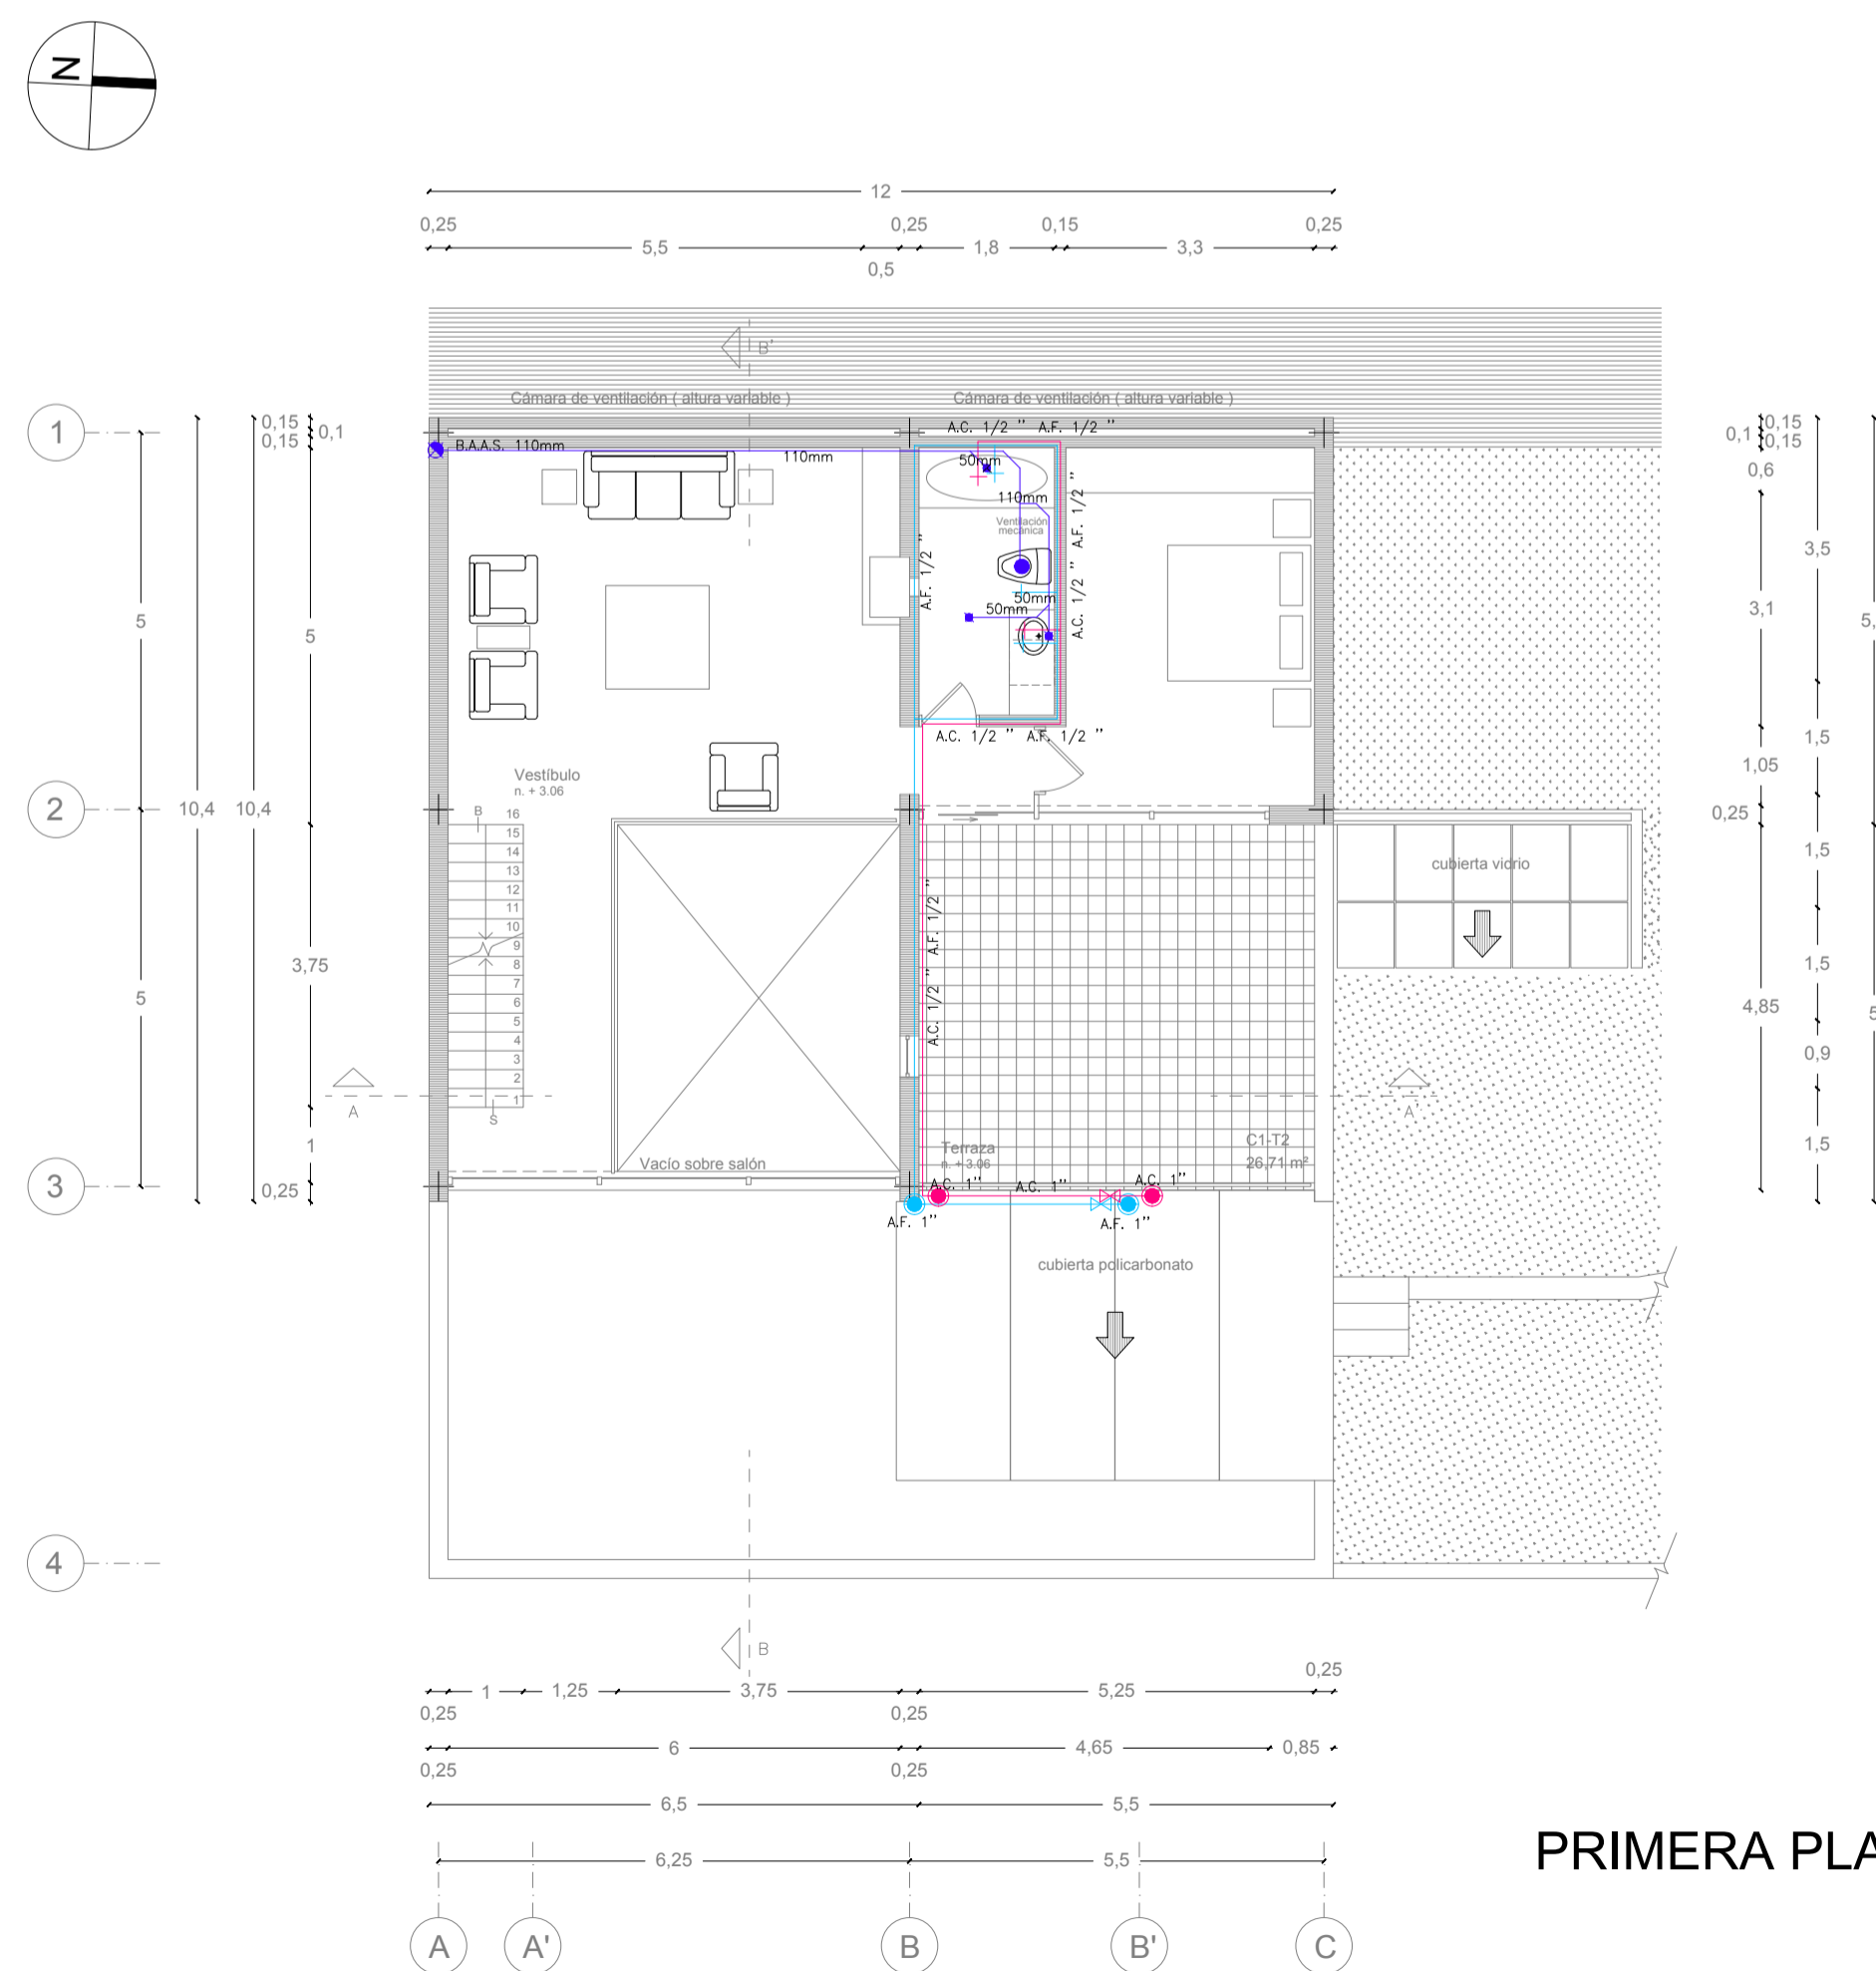 N
12
0,25 0,25 0,15 0,25
5,5 1,8 3,3
0,5
B'
Cámara de ventilación ( altura variable ) Cámara de ventilación ( altura variable )
A.C. 1/2 " A.F. 1/2 "
1
0,15
0,15
0,1
0,1
0,15
0,15
B.A.A.S. 110mm
110mm
50mm
0,6
110mm
Ventilación
mecánica
A.F. 1/2 "
A.C. 1/2 " A.F. 1/2 "
50mm
50mm
3,5
3,1
5
5
A.C. 1/2 " A.F. 1/2 "
1,5
1,05
Vestíbulo
n. + 3.06
2
10,4
10,4
0,25
B
16
15
14
13
12
11
10
9
8
7
6
5
4
3
2
1
S
cubierta vidrio
1,5
A.C. 1/2 " A.F. 1/2 "
3,75
5
1,5
4,85
0,9
A
A'
1
1,5
Terraza
n. + 3.06
C1-T2
26,71 m²
Vacío sobre salón
3
0,25
A.C. 1" A.C. 1" A.C. 1"
A.F. 1" A.F. 1"
cubierta policarbonato
4
B
0,25
1 1,25 3,75 5,25
0,25 0,25
6 4,65 0,85
0,25 0,25
6,5 5,5
PRIMERA PLA
6,25 5,5
A A' B B' C